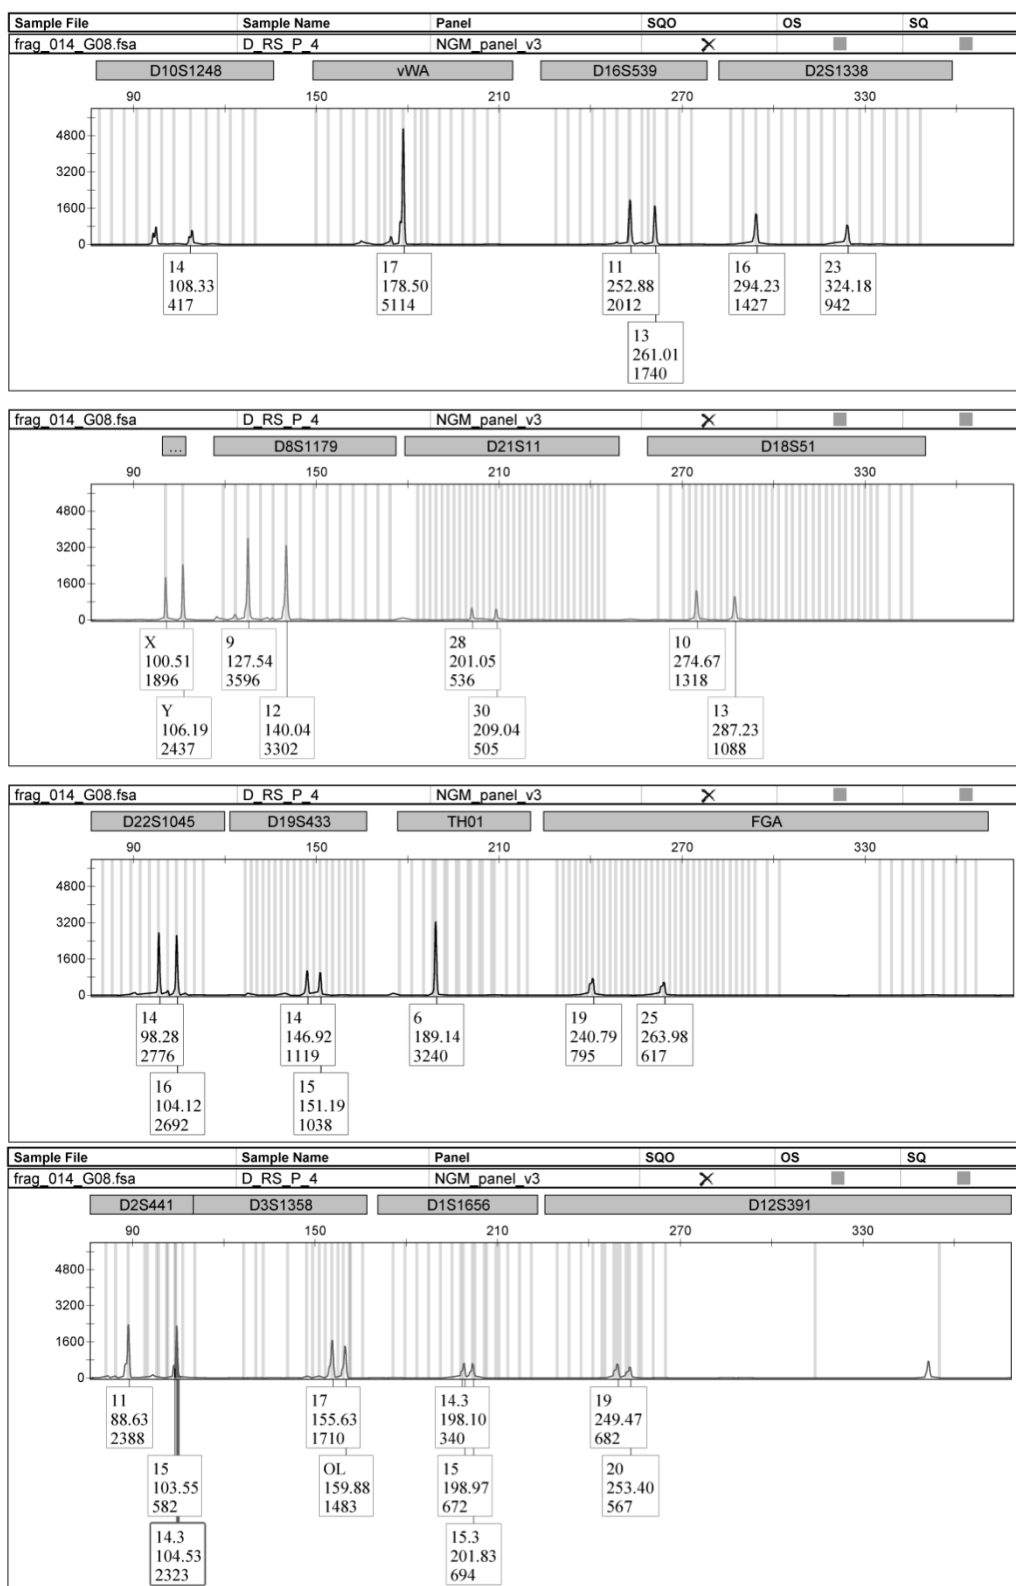 Sample File Sample Name Panel SQO OS SQ
frag_014_G08.fsa D_RS_P_4 NGM_panel_v3
D10S1248 vWA D16S539 D2S1338
90 150 210 270 330
4800
3200
1600
0
14 17 11 16 23
108.33 178.50 252.88 294.23 324.18
417 5114 2012 1427 942
13
261.01
1740
frag_014_G08.fsa D_RS_P_4 NGM_panel_v3
... D8S1179 D21S11 D18S51
90 150 210 270 330
4800
3200
1600
0
X 9 28 10
100.51 127.54 201.05 274.67
1896 3596 536 1318
Y 12 30 13
106.19 140.04 209.04 287.23
2437 3302 505 1088
frag_014_G08.fsa D_RS_P_4 NGM_panel_v3
D22S1045 D19S433 TH01 FGA
90 150 210 270 330
4800
3200
1600
0
14 14 6 19 25
98.28 146.92 189.14 240.79 263.98
2776 1119 3240 795 617
16 15
104.12 151.19
2692 1038
Sample File Sample Name Panel SQO OS SQ
frag_014_G08.fsa D_RS_P_4 NGM_panel_v3
D2S441 D3S1358 D1S1656 D12S391
90 150 210 270 330
4800
3200
1600
0
11 17 14.3 19
88.63 155.63 198.10 249.47
2388 1710 340 682
15 OL 15 20
103.55 159.88 198.97 253.40
582 1483 672 567
14.3 15.3
104.53 201.83
2323 694